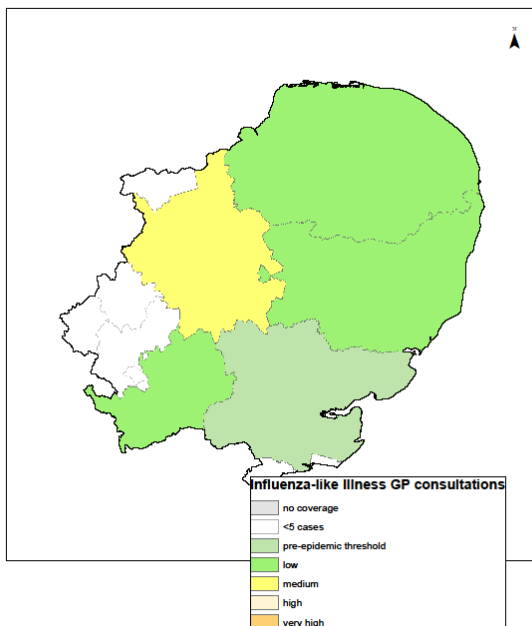 Influenza-like Illness GP consultations
no coverage
<5 cases
pre-epidemic threshold
low
medium
high
very high